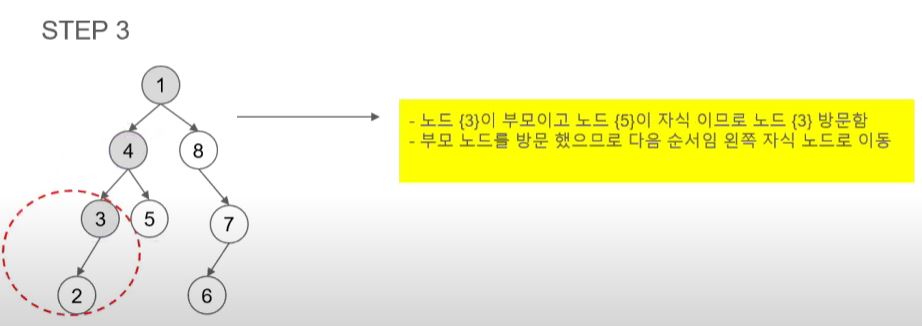 STEP 3
1
- 노드 {3}이 부모이고 노드 {5}이 자식 이므로 노드 {3} 방문함
- 부모 노드를 방문 했으므로 다음 순서임 왼쪽 자식 노드로 이동
4 8
3 5 7
2 6